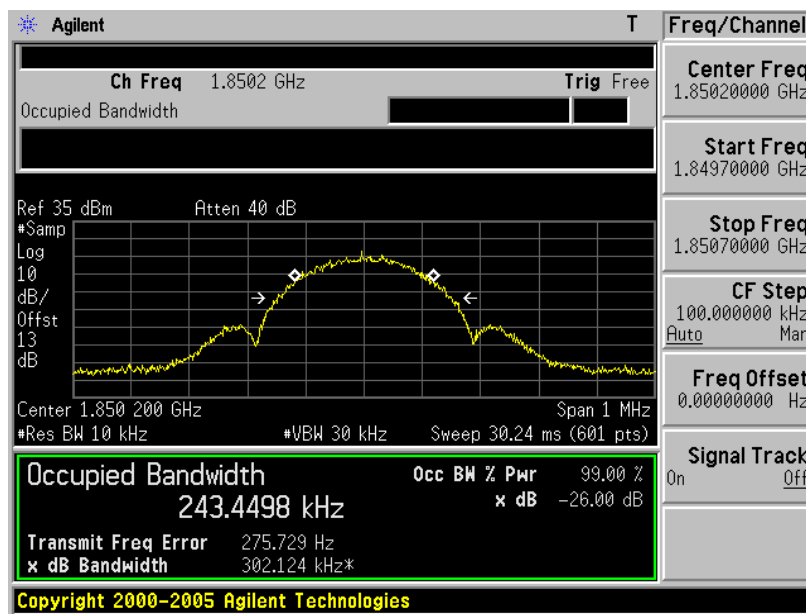 Agilent T Freq/Channel
Ch Freq 1.8502 GHz Trig Free
Occupied Bandwidth
Center Freq
1.85020000 GHz
Start Freq
1.84970000 GHz
Stop Freq
1.85070000 GHz
CF Step
100.000000 kHz
Auto Man
Freq Offset
0.00000000 Hz
Signal Track
On Off
Ref 35 dBm Atten 40 dB
#Samp
Log
10
dB/
Offst
13
dB
Center 1.850 200 GHz Span 1 MHz
#Res BW 10 kHz #VBW 30 kHz Sweep 30.24 ms (601 pts)
Occupied Bandwidth Occ BW % Pwr 99.00 %
243.4498 kHz x dB -26.00 dB
Transmit Freq Error 275.729 Hz
x dB Bandwidth 302.124 kHz*
Copyright 2000-2005 Agilent Technologies